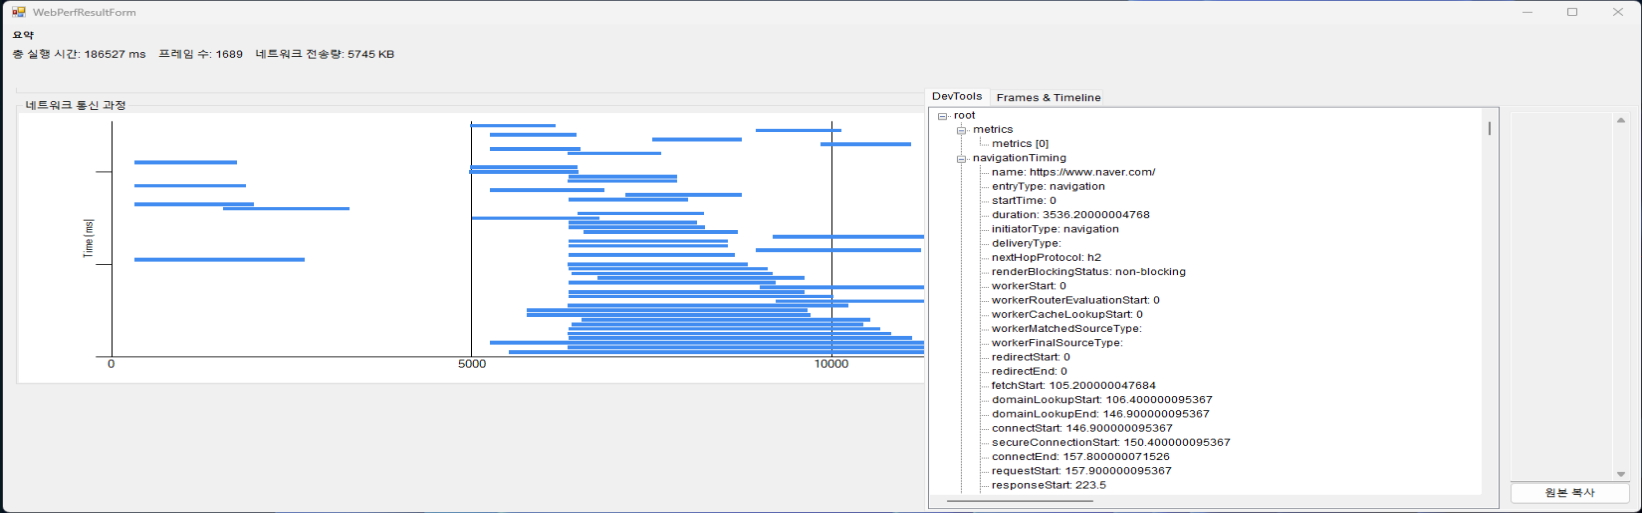 WebPerfResultForm
요약
총 실행 시간: 186527 ms 프레임 수: 1689 네트워크 전송량: 5745 KB
네트워크 통신 과정
Time [ms]
0 5000 10000
DevTools Frames & Timeline
root
metrics
metrics [0]
navigationTiming
name: https://www.naver.com/
entryType: navigation
startTime: 0
duration: 3536.20000004768
initiatorType: navigation
deliveryType:
nextHopProtocol: h2
renderBlockingStatus: non-blocking
workerStart: 0
workerRouterEvaluationStart: 0
workerCacheLookupStart: 0
workerMatchedSourceType:
workerFinalSourceType:
redirectStart: 0
redirectEnd: 0
fetchStart: 105.200000047684
domainLookupStart: 106.400000095367
domainLookupEnd: 146.900000095367
connectStart: 146.900000095367
secureConnectionStart: 150.400000095367
connectEnd: 157.800000071526
requestStart: 157.900000095367
responseStart: 223.5
원본 복사